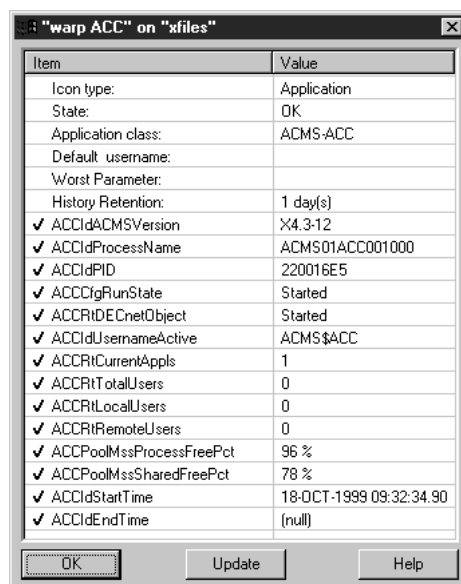 "warp ACC" on "xfiles"
Item Value
Icon type: Application
State: OK
Application class: ACMS-ACC
Default username:
Worst Parameter:
History Retention: 1 day(s)
✓ ACCIdACMSVersion X4.3-12
✓ ACCIdProcessName ACMS01ACC001000
✓ ACCIdPID 220016E5
✓ ACCCfgRunState Started
✓ ACCRtDECnetObject Started
✓ ACCIdUsernameActive ACMS$ACC
✓ ACCRtCurrentAppls 1
✓ ACCRtTotalUsers 0
✓ ACCRtLocalUsers 0
✓ ACCRtRemoteUsers 0
✓ ACCPoolMssProcessFreePct 96 %
✓ ACCPoolMssSharedFreePct 78 %
✓ ACCIdStartTime 18-OCT-1999 09:32:34.90
✓ ACCIdEndTime (null)
OK Update Help